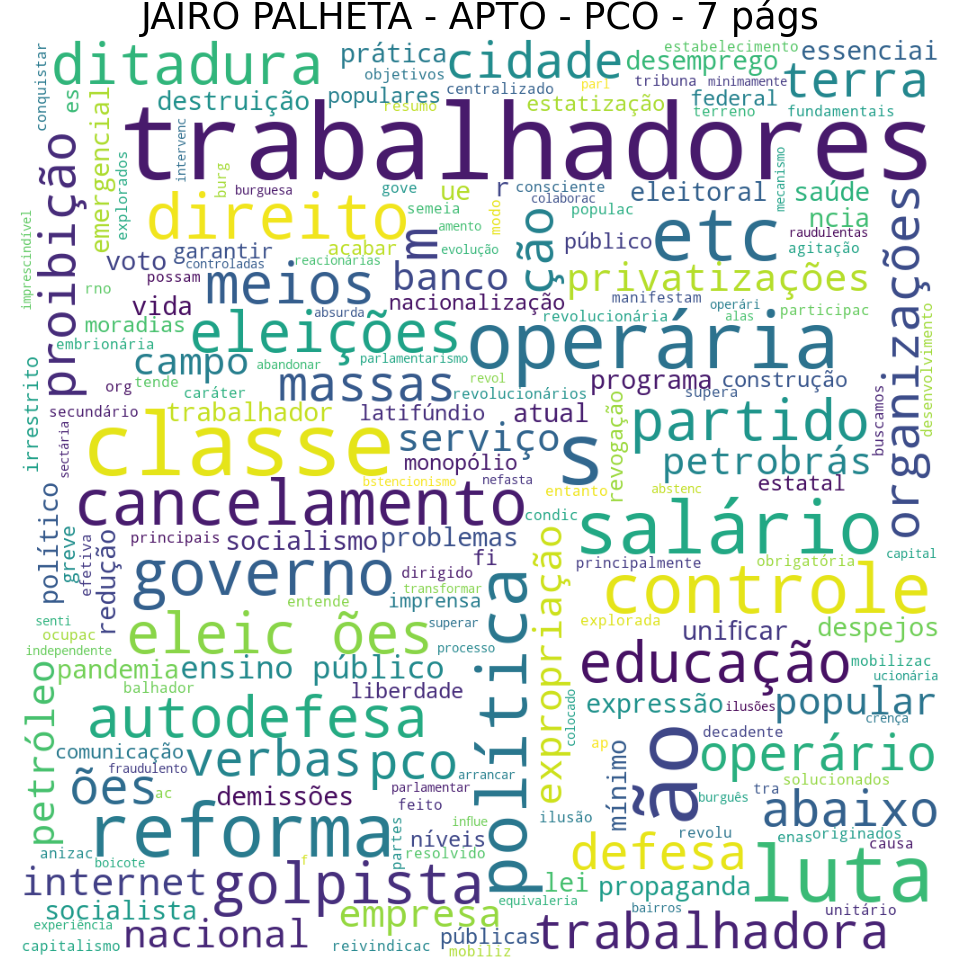 JAIRO PALHETA - APTO - PCO - 7 págs
conquistar
ditadura
es
prática
cidade
estabelecimento
essenciai
objetivos
desemprego
terra
centralizado
parl
tribuna
minimamente
destruição
populares
resumo
estatização
federal
terreno
fundamentais
emergencial
trabalhadores
intervenc
explorados
burg
burguesa
gove
ue
r
consciente
colaborac
eleitoral
mecanismo
saúde
proibição
direito
semeia
modo
populac
ncia
raudulentas
agitação
imprescindível
garantir
acabar
amento
m
evolução
ção
público
etc
organizações
voto
controladas
reacionárias
possam
meios
banco
privatizações
rno
vida
absurda
nacionalização
manifestam
operári
alas
participac
moradias
embrionária
eleições
revolucionária
operária
desenvolvimento
campo
abandonar
parlamentarismo
irrestrito
org
tende
caráter
massas
revol
revolucionários
programa
construção
supera
buscamos
secundário
sectária
trabalhador
latifúndio
atual
revogação
partido
classe
serviço
s
monopólio
petrobrás
bstencionismo
nefasta
entanto
abstenc
estatal
cancelamento
condic
salário
político
greve
efetiva
redução
principais
socialismo
problemas
fi
principalmente
obrigatória
capital
governo
dirigido
transformar
política
expropriação
controle
entende
imprensa
senti
ocupac
independente
eleic ões
superar
processo
explorada
unificar
despejos
petróleo
pandemia
ensino público
educação
mobilizac
ucionária
balhador
liberdade
colocado
expressão
ilusões
popular
crença
autodefesa
ão
decadente
comunicação
fraudulento
verbas
pco
arrancar
ap
mínimo
operário
solucionados
ões
ac
demissões
parlamentar
feito
tra
burguês
abaixo
reforma
influe
ilusão
revolu
enas
originados
causa
anizac
boicote
f
partes
níveis
resolvido
defesa
luta
internet
golpista
lei
propaganda
equivaleria
socialista
empresa
bairros
unitário
experiência
nacional
públicas
trabalhadora
capitalismo
reivindicac
mobiliz